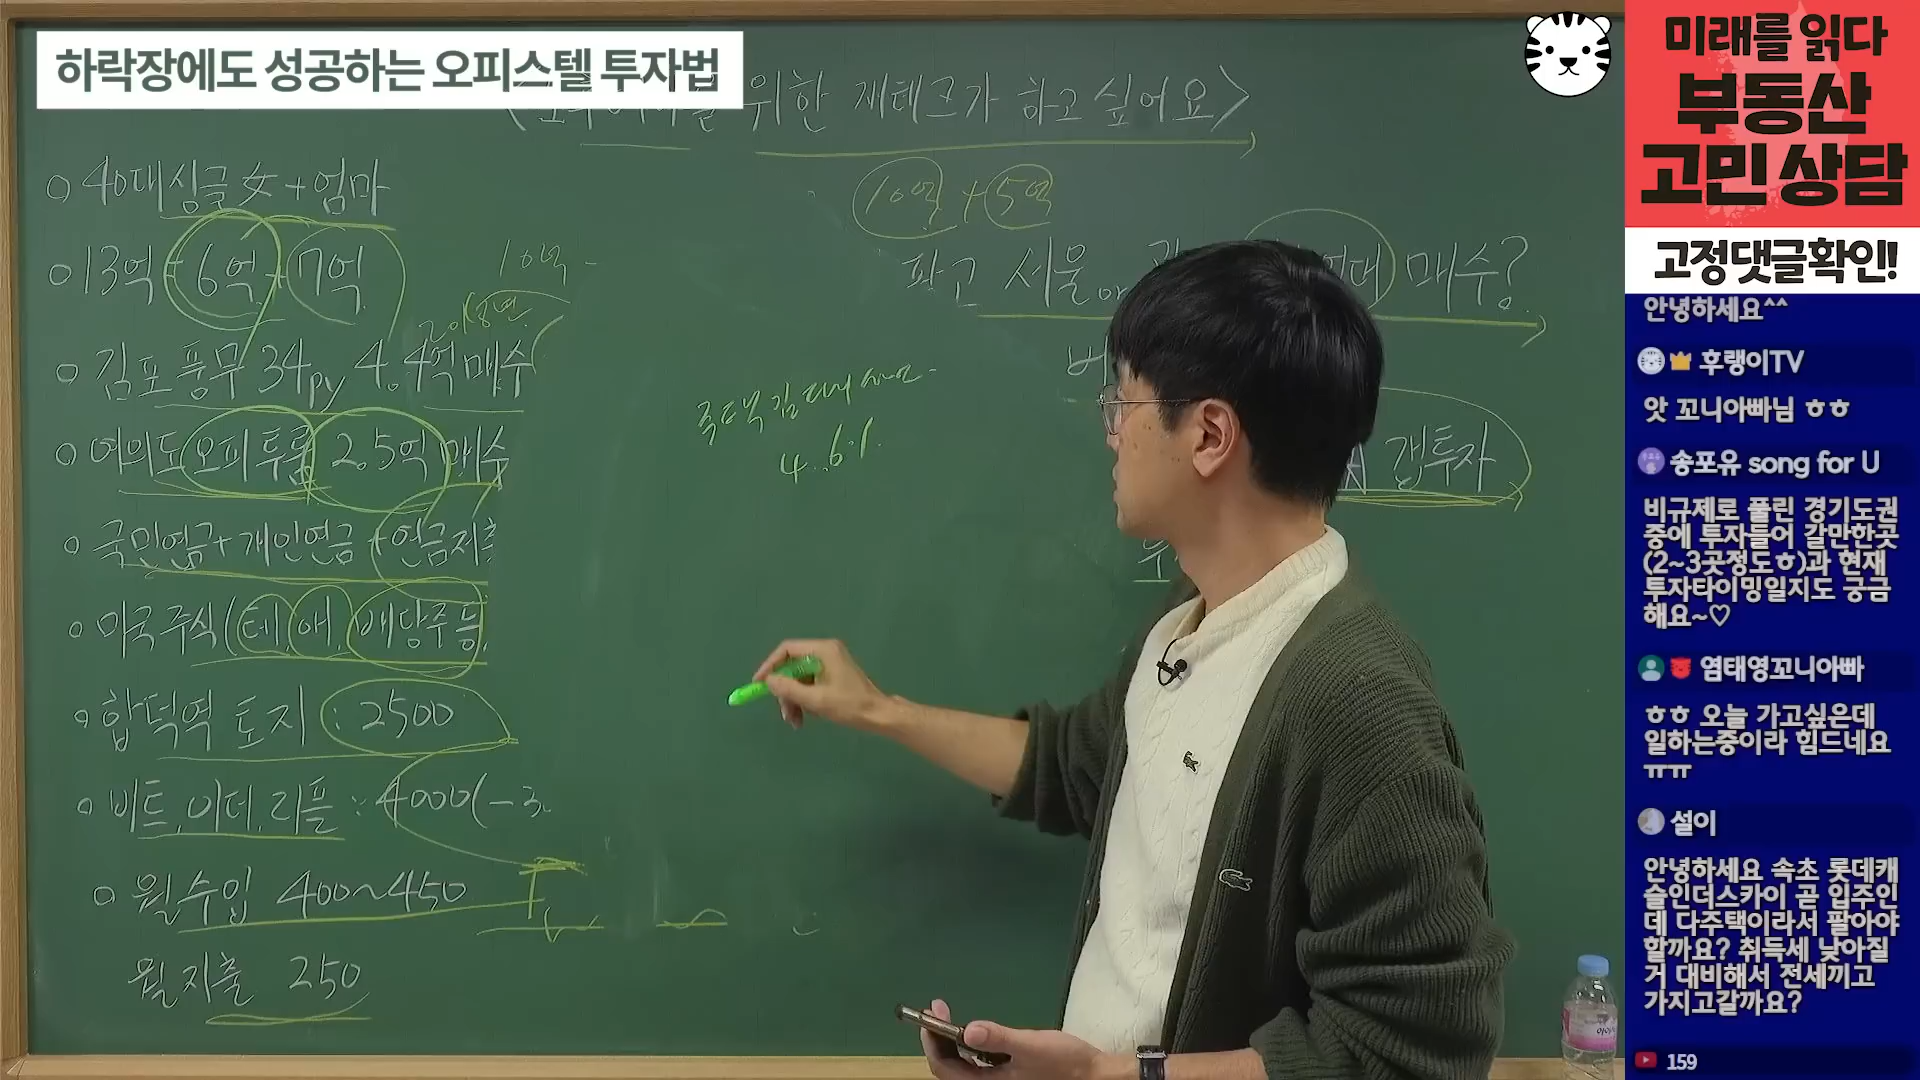 하락장에도 성공하는 오피스텔 투자법
위한 재테크가 하고 싶어요>
10억 + 5억
팔고 서울 매수?
갭투자
o 40대 싱글 女 + 엄마
o 13억 6억 7억
10억
o 김포 풍무 34py 4.4억 매수
o 여의도 오피 투룸 2.5억 매수
o 국민연금 + 개인연금 + 연금저축
o 미국주식(테, 애, 배당주 등
o 합덕역 토지 : 2500
o 비트, 이더, 리플 : 4000(-3
o 월수입 400~450
월지출 250
4..6%
미래를 읽다
부동산
고민 상담
고정댓글확인!
안녕하세요^^
후랭이TV
앗 꼬니아빠님 ㅎㅎ
송포유 song for U
비규제로 풀린 경기도권
중에 투자들어 갈만한곳
(2~3곳정도ㅎ)과 현재
투자타이밍일지도 궁금
해요~♡
염태영꼬니아빠
ㅎㅎ 오늘 가고싶은데
일하는중이라 힘드네요
ㅠㅠ
설이
안녕하세요 속초 롯데캐
슬인더스카이 곧 입주인
데 다주택이라서 팔아야
할까요? 취득세 낮아질
거 대비해서 전세끼고
가지고갈까요?
159